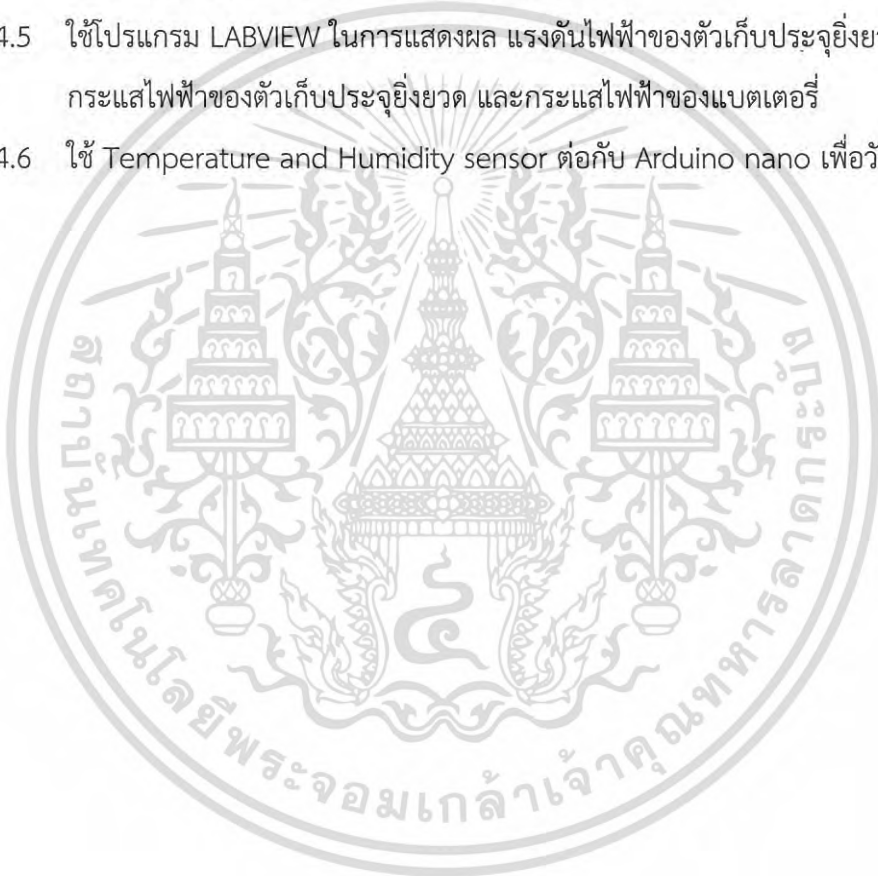 4.5 ใช้โปรแกรม LABVIEW ในการแสดงผล แรงดันไฟฟ้าของตัวเก็บประจุยิ่งย
กระแสไฟฟ้าของตัวเก็บประจุยิ่งยวด และกระแสไฟฟ้าของแบตเตอรี่
4.6 ใช้ Temperature and Humidity sensor ต่อกับ Arduino nano เพื่อวั
สถาบันเทคโนโลยีพระจอมเกล้าเจ้าคุณทหารลาดกระบัง